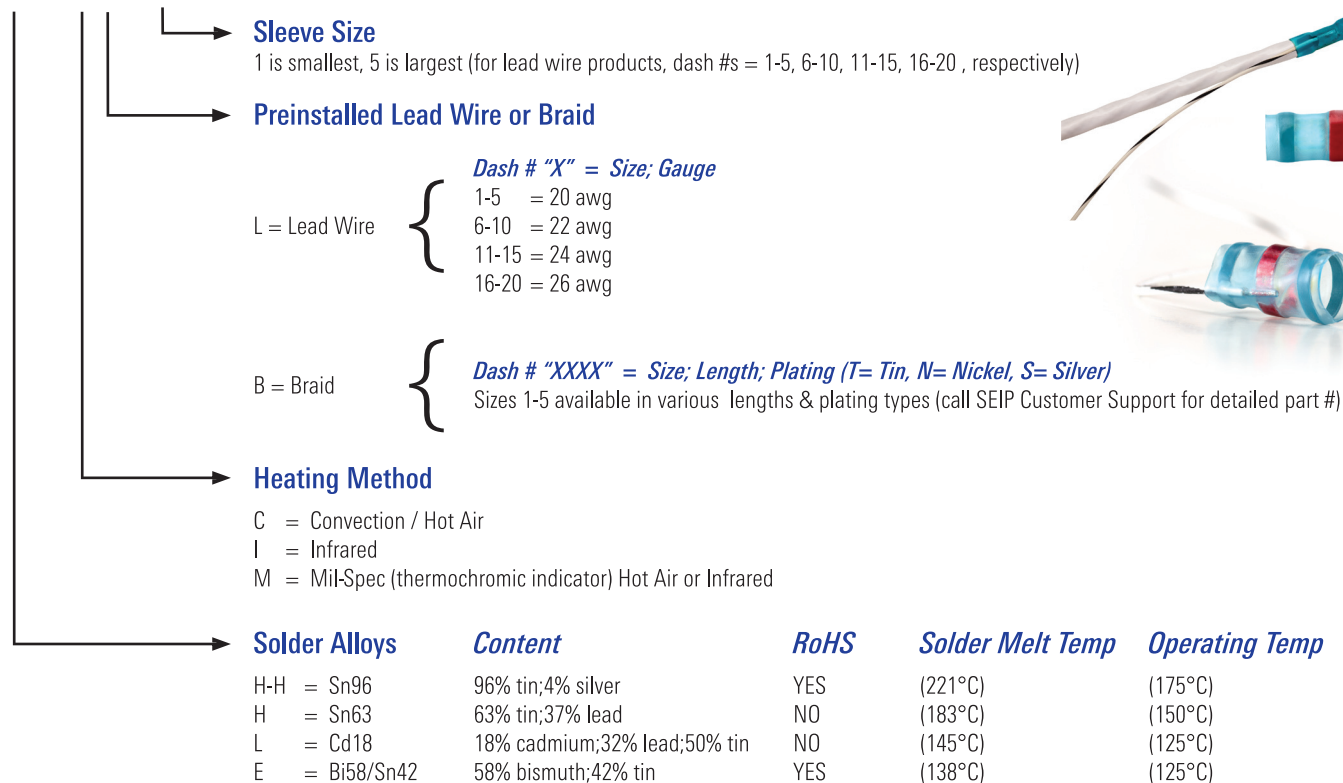 Sleeve Size
1 is smallest, 5 is largest (for lead wire products, dash #s = 1-5, 6-10, 11-15, 16-20 , respectively)
Preinstalled Lead Wire or Braid
Dash # “X” = Size; Gauge
L = Lead Wire
1-5 = 20 awg
6-10 = 22 awg
11-15 = 24 awg
16-20 = 26 awg
B = Braid
Dash # “XXXX” = Size; Length; Plating (T= Tin, N= Nickel, S= Silver)
Sizes 1-5 available in various lengths & plating types (call SEIP Customer Support for detailed part #)
Heating Method
C = Convection / Hot Air
I = Infrared
M = Mil-Spec (thermochromic indicator) Hot Air or Infrared
Solder Alloys Content RoHS Solder Melt Temp Operating Temp
H-H = Sn96 96% tin;4% silver YES (221°C) (175°C)
H = Sn63 63% tin;37% lead NO (183°C) (150°C)
L = Cd18 18% cadmium;32% lead;50% tin NO (145°C) (125°C)
E = Bi58/Sn42 58% bismuth;42% tin YES (138°C) (125°C)